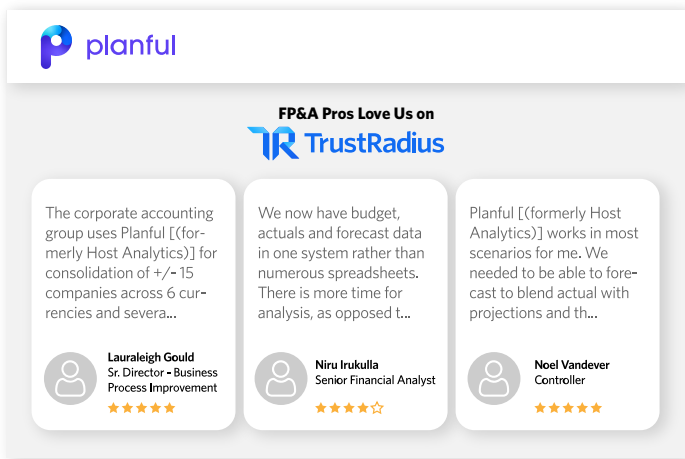 planful
FP&A Pros Love Us on
TrustRadius
The corporate accounting
group uses Planful [(for-
merly Host Analytics)] for
consolidation of +/- 15
companies across 6 cur-
rencies and severa...
Lauraleigh Gould
Sr. Director - Business
Process Improvement
We now have budget,
actuals and forecast data
in one system rather than
numerous spreadsheets.
There is more time for
analysis, as opposed t...
Niru Irukulla
Senior Financial Analyst
Planful [(formerly Host
Analytics)] works in most
scenarios for me. We
needed to be able to fore-
cast to blend actual with
projections and th...
Noel Vandever
Controller